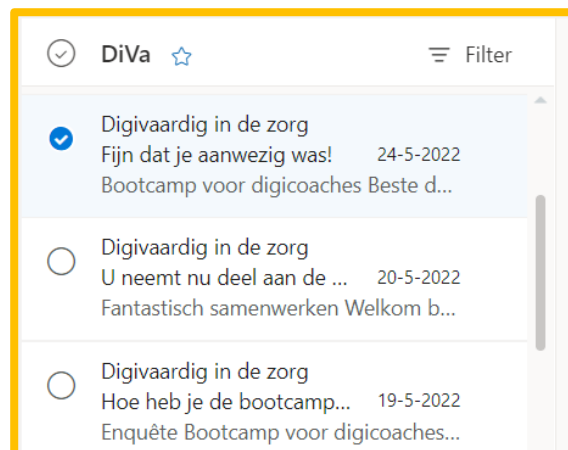 DiVa
Filter
Digivaardig in de zorg
Fijn dat je aanwezig was! 24-5-2022
Bootcamp voor digicoaches Beste d...
Digivaardig in de zorg
U neemt nu deel aan de ... 20-5-2022
Fantastisch samenwerken Welkom b...
Digivaardig in de zorg
Hoe heb je de bootcamp... 19-5-2022
Enquête Bootcamp voor digicoaches...